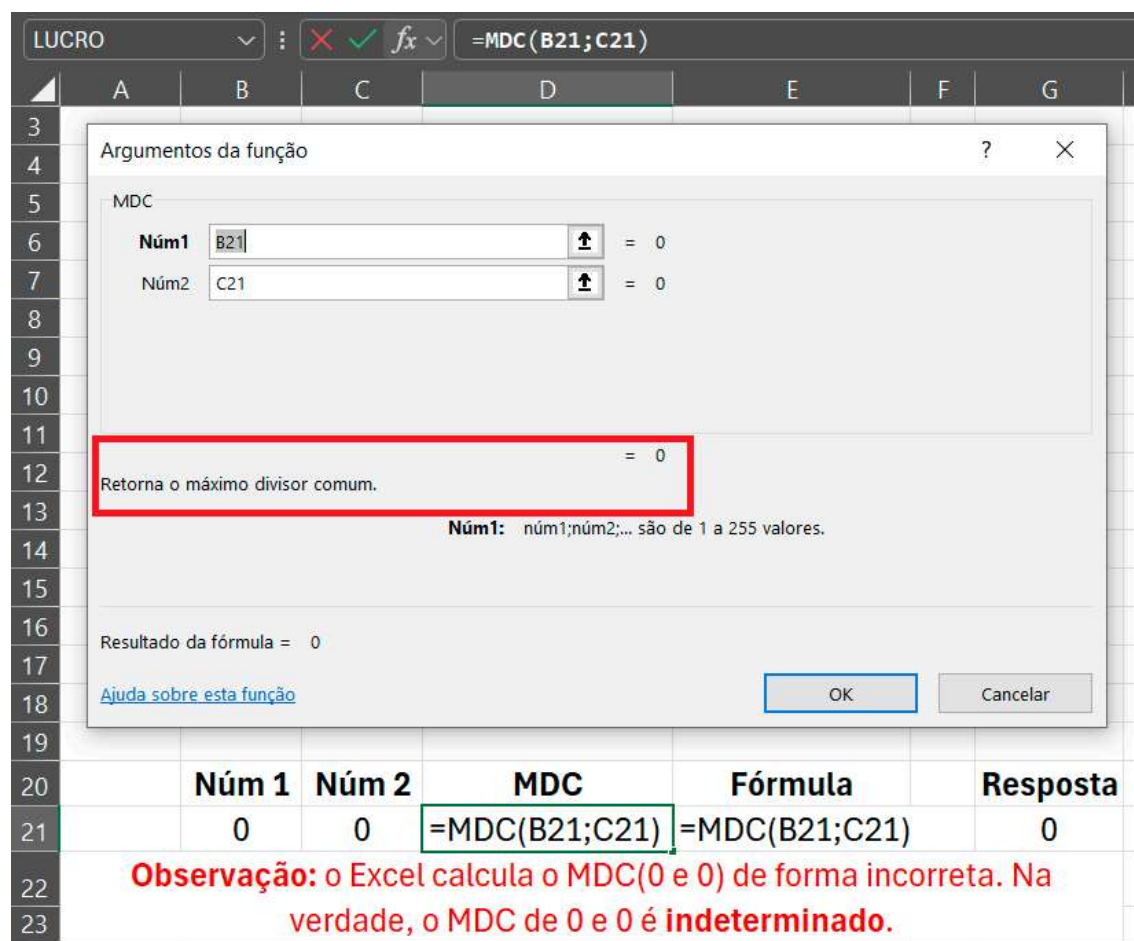 LUCRO fx =MDC(B21;C21)
A B C D E F G
3
Argumentos da função ? ×
4
5 MDC
6 Núm1 B21 = 0
7 Núm2 C21 = 0
8
9
10
11
= 0
12 Retorna o máximo divisor comum.
13
Núm1: núm1;núm2;... são de 1 a 255 valores.
14
15
16
Resultado da fórmula = 0
17
18 Ajuda sobre esta função OK Cancelar
19
20 Núm 1 Núm 2 MDC Fórmula Resposta
21 0 0 =MDC(B21;C21) =MDC(B21;C21) 0
22 Observação: o Excel calcula o MDC(0 e 0) de forma incorreta. Na
23 verdade, o MDC de 0 e 0 é indeterminado.